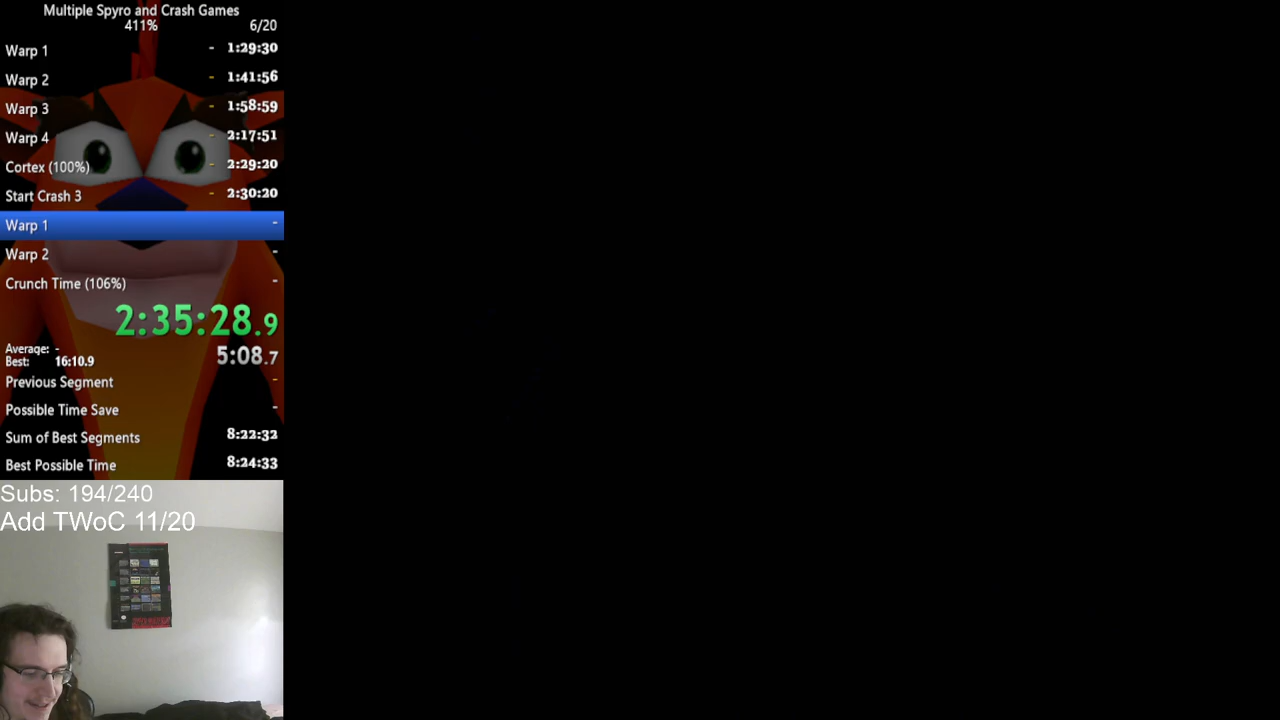 Multiple Spyro and Crash Games
411% 6/20
Warp 1 - 1:29:30
Warp 2 - 1:41:56
Warp 3 - 1:58:59
Warp 4 - 2:17:51
Cortex (100%) - 2:29:20
Start Crash 3 - 2:30:20
Warp 1 -
Warp 2 -
Crunch Time (106%) -
2:35:28.9
Average: -
Best: 16:10.9 5:08.7
Previous Segment -
Possible Time Save -
Sum of Best Segments 8:22:32
Best Possible Time 8:24:33
Subs: 194/240
Add TWoC 11/20